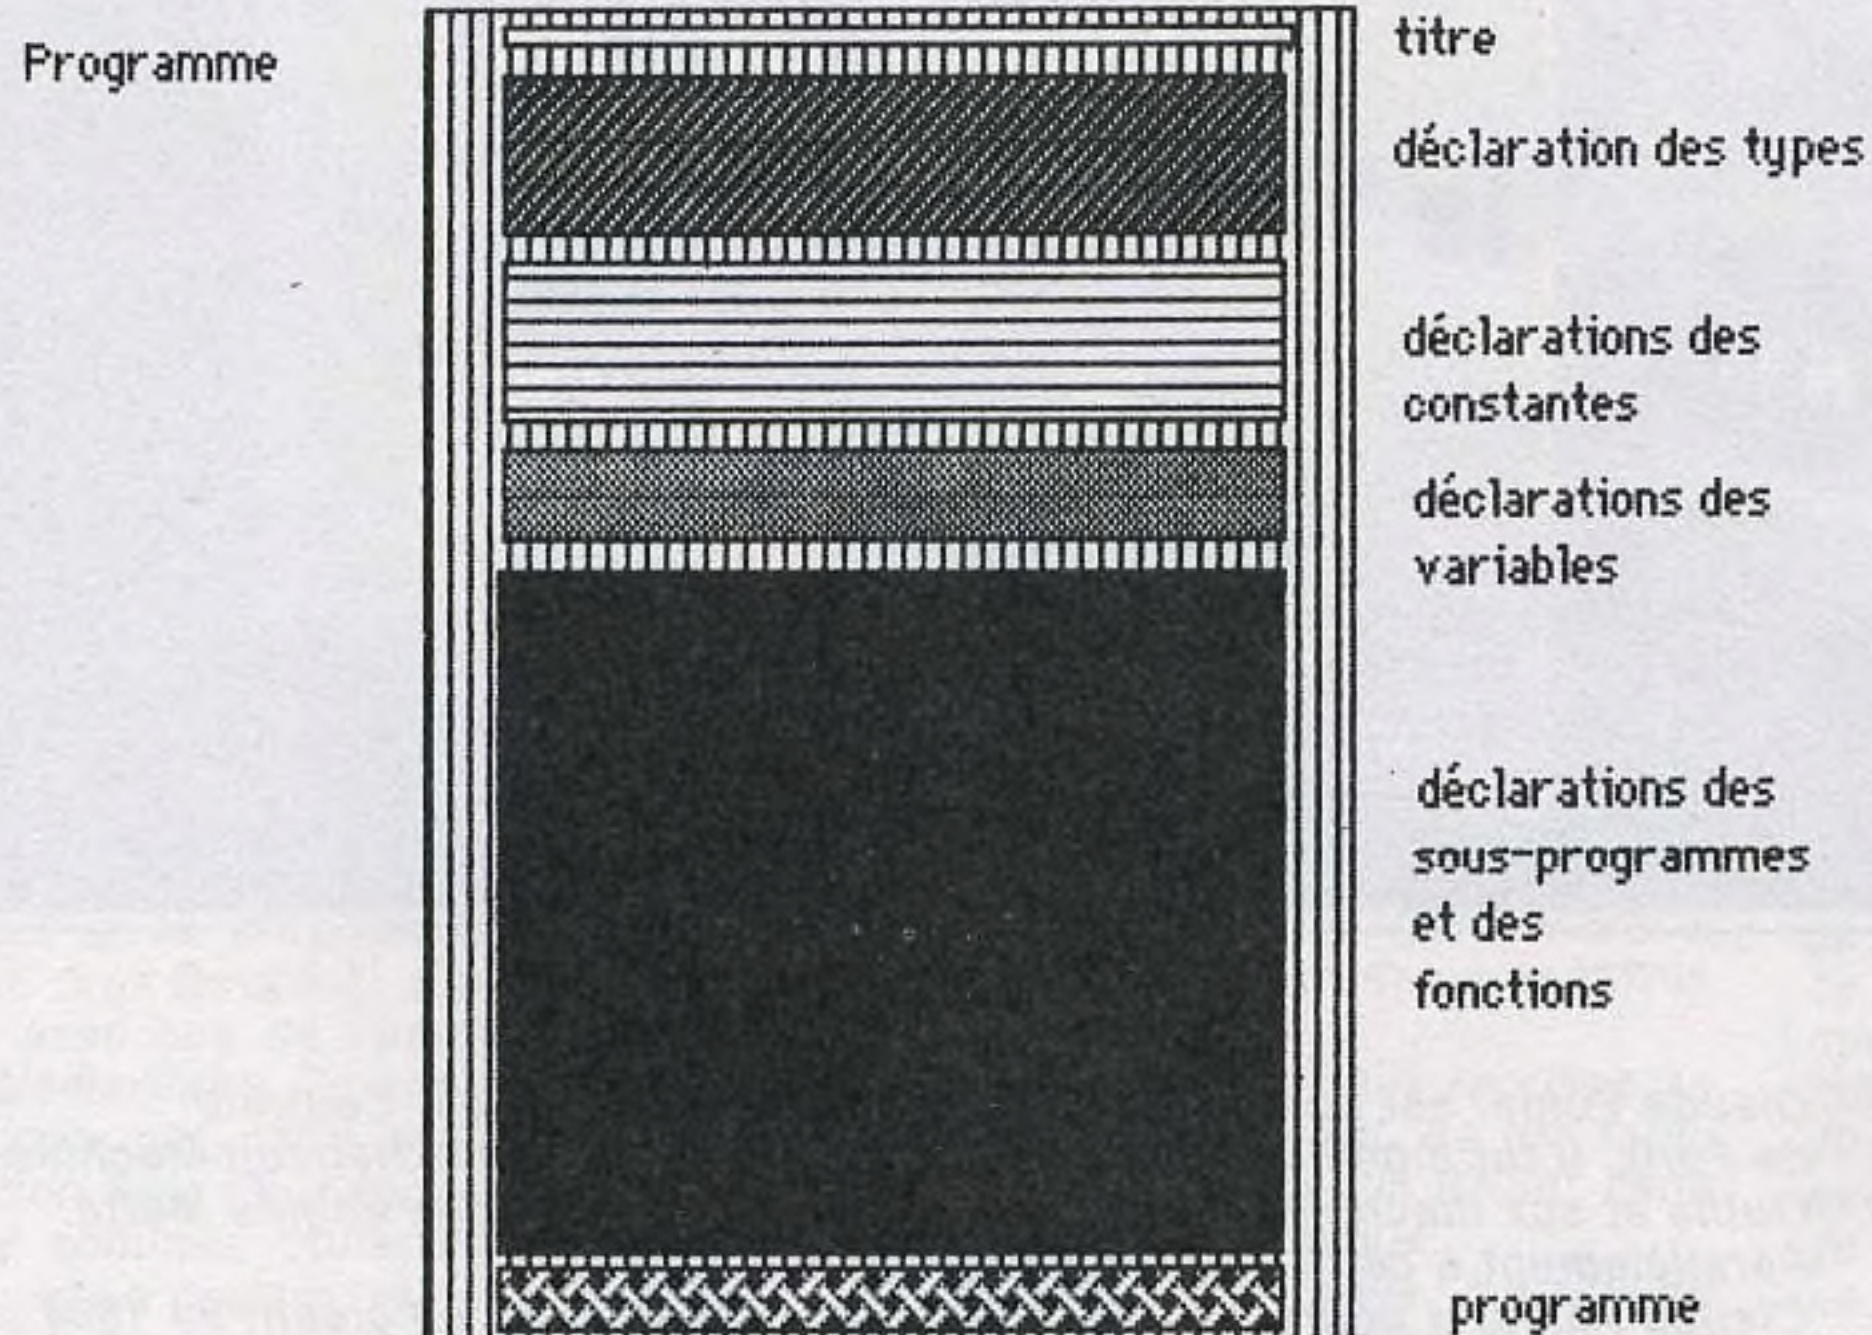 Programme
titre
déclaration des types
déclarations des
constantes
déclarations des
variables
déclarations des
sous-programmes
et des
fonctions
programme